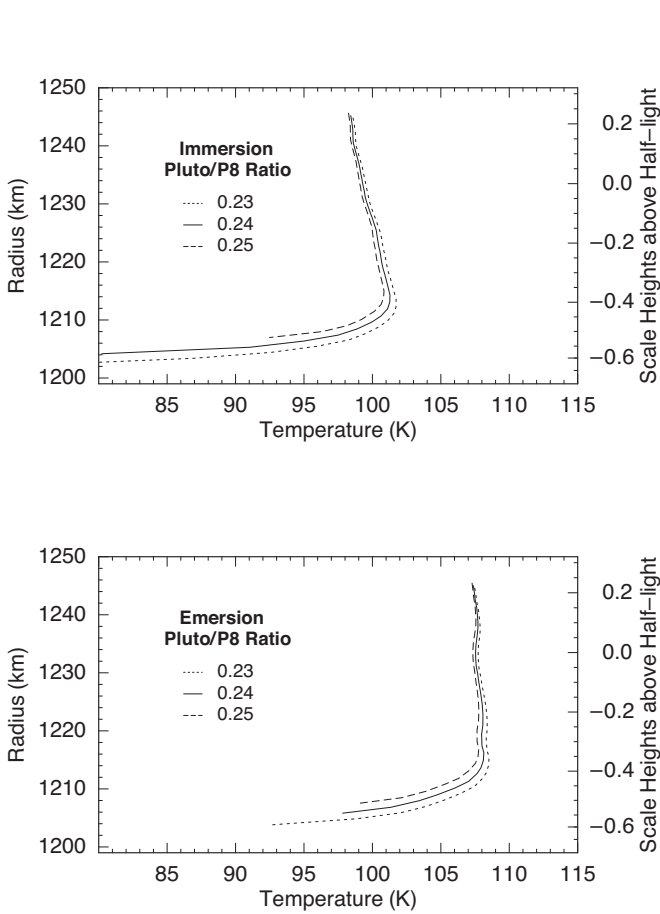 1250
1240
1230
1220
1210
1200
Radius (km)
Immersion
Pluto/P8 Ratio
0.23
0.24
0.25
0.2
0.0
−0.2
−0.4
−0.6
Scale Heights above Half−light
85 90 95 100 105 110 115
Temperature (K)
1250
1240
1230
1220
1210
1200
Radius (km)
Emersion
Pluto/P8 Ratio
0.23
0.24
0.25
0.2
0.0
−0.2
−0.4
−0.6
Scale Heights above Half−light
85 90 95 100 105 110 115
Temperature (K)